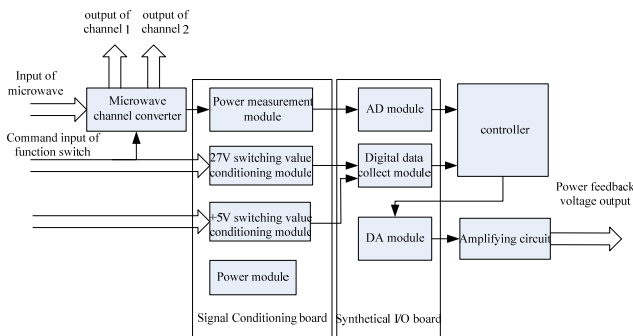 output of
channel 1
output of
channel 2
Input of
microwave
Microwave
channel converter
Power measurement
module
AD module
controller
Command input of
function switch
27V switching value
conditioning module
Digital data
collect module
+5V switching value
conditioning module
DA module
Amplifying circuit
Power feedback
voltage output
Power module
Signal Conditioning board
Synthetical I/O board